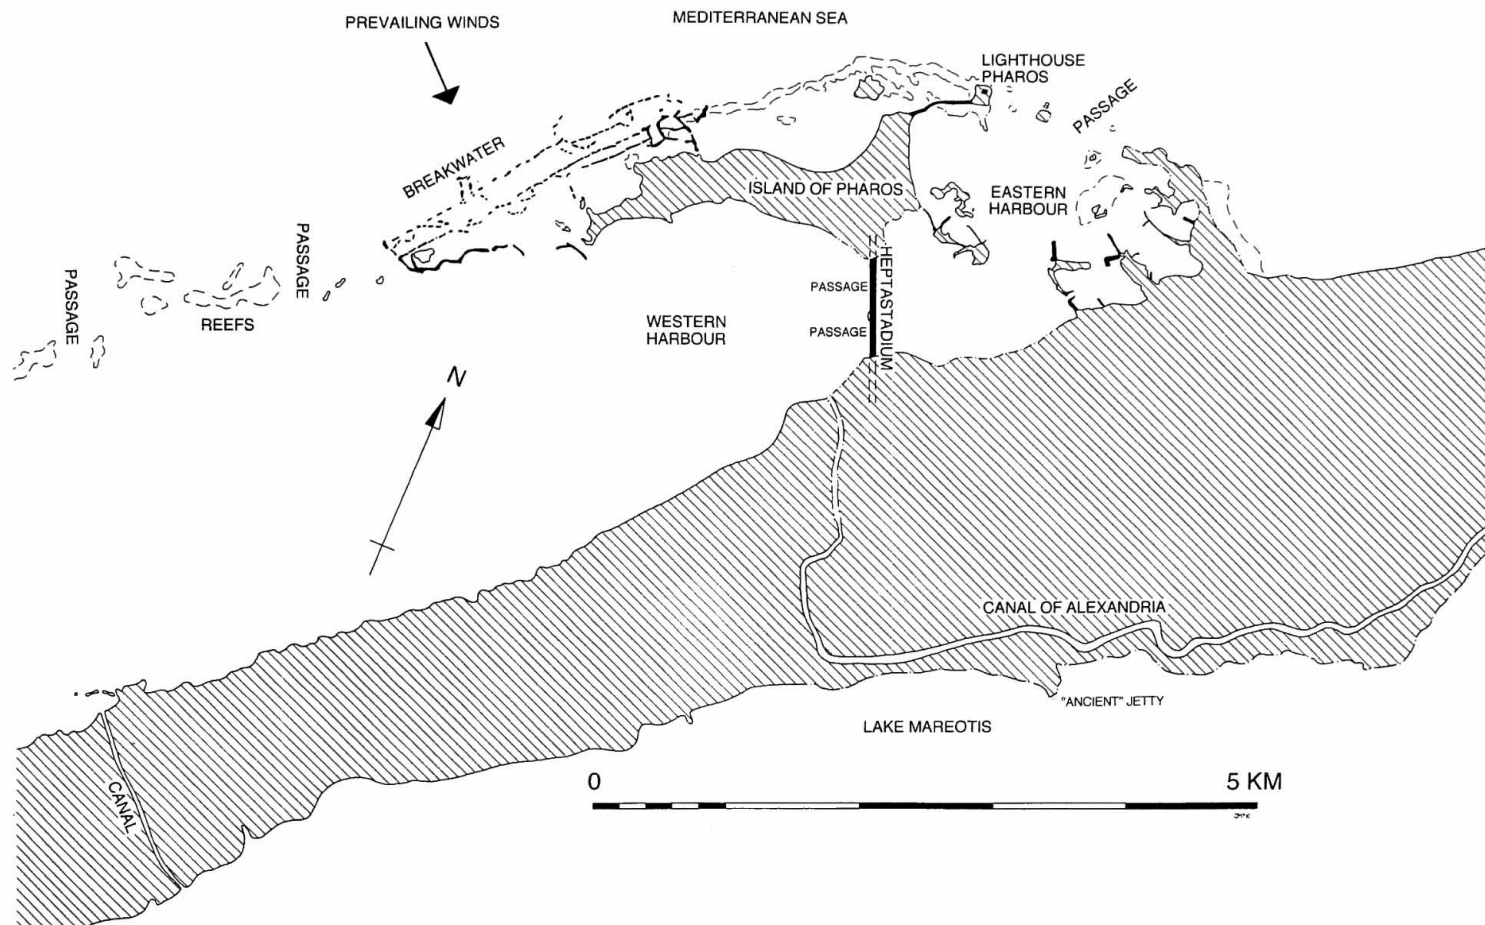 PREVAILING WINDS
MEDITERRANEAN SEA
LIGHTHOUSE
PHAROS
PASSAGE
BREAKWATER
ISLAND OF PHAROS
EASTERN
HARBOUR
PASSAGE
PASSAGE
REEFS
HEPTASTADIUM
PASSAGE
PASSAGE
WESTERN
HARBOUR
N
CANAL OF ALEXANDRIA
"ANCIENT" JETTY
LAKE MAREOTIS
CANAL
0
5 KM